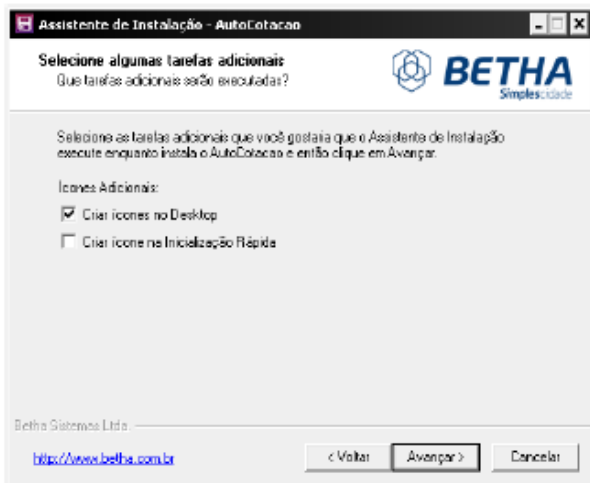 Assistente de Instalação - AutoCotacao
Selecione algumas tarefas adicionais
Que tarefas adicionais serão executadas?
BETHA
Simplescidade
Selecione as tarefas adicionais que você gostaria que o Assistente de Instalação
execute enquanto instala o AutoCotacao e então clique em Avançar.
Ícones Adicionais:
Criar ícones no Desktop
Criar ícone na Inicialização Rápida
Betha Sistemas Ltda.
http://www.betha.com.br
< Voltar
Avançar >
Cancelar